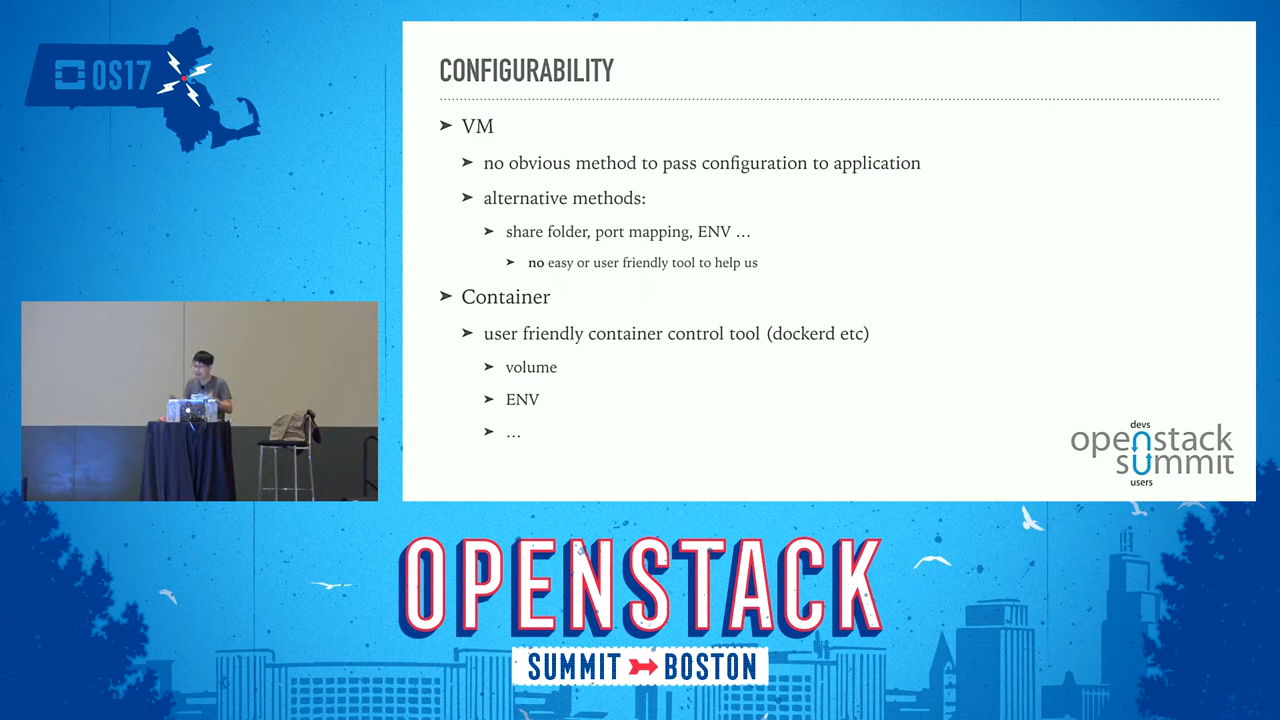 OS17
CONFIGURABILITY
➤ VM
➤ no obvious method to pass configuration to application
➤ alternative methods:
➤ share folder, port mapping, ENV …
➤ no easy or user friendly tool to help us
➤ Container
➤ user friendly container control tool (dockerd etc)
➤ volume
➤ ENV
➤ …
devs
openstack
summit
users
OPENSTACK
SUMMIT BOSTON